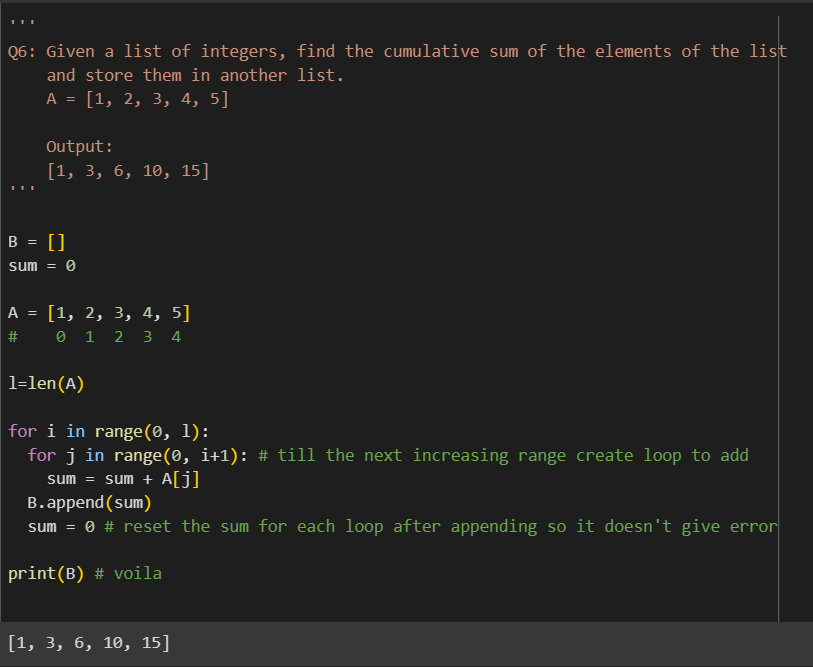 '''
Q6: Given a list of integers, find the cumulative sum of the elements of the list
    and store them in another list.
    A = [1, 2, 3, 4, 5]

    Output:
    [1, 3, 6, 10, 15]
'''

B = []
sum = 0

A = [1, 2, 3, 4, 5]
#    0  1  2  3  4

l=len(A)

for i in range(0, l):
  for j in range(0, i+1): # till the next increasing range create loop to add
    sum = sum + A[j]
  B.append(sum)
  sum = 0 # reset the sum for each loop after appending so it doesn't give error

print(B) # voila

[1, 3, 6, 10, 15]